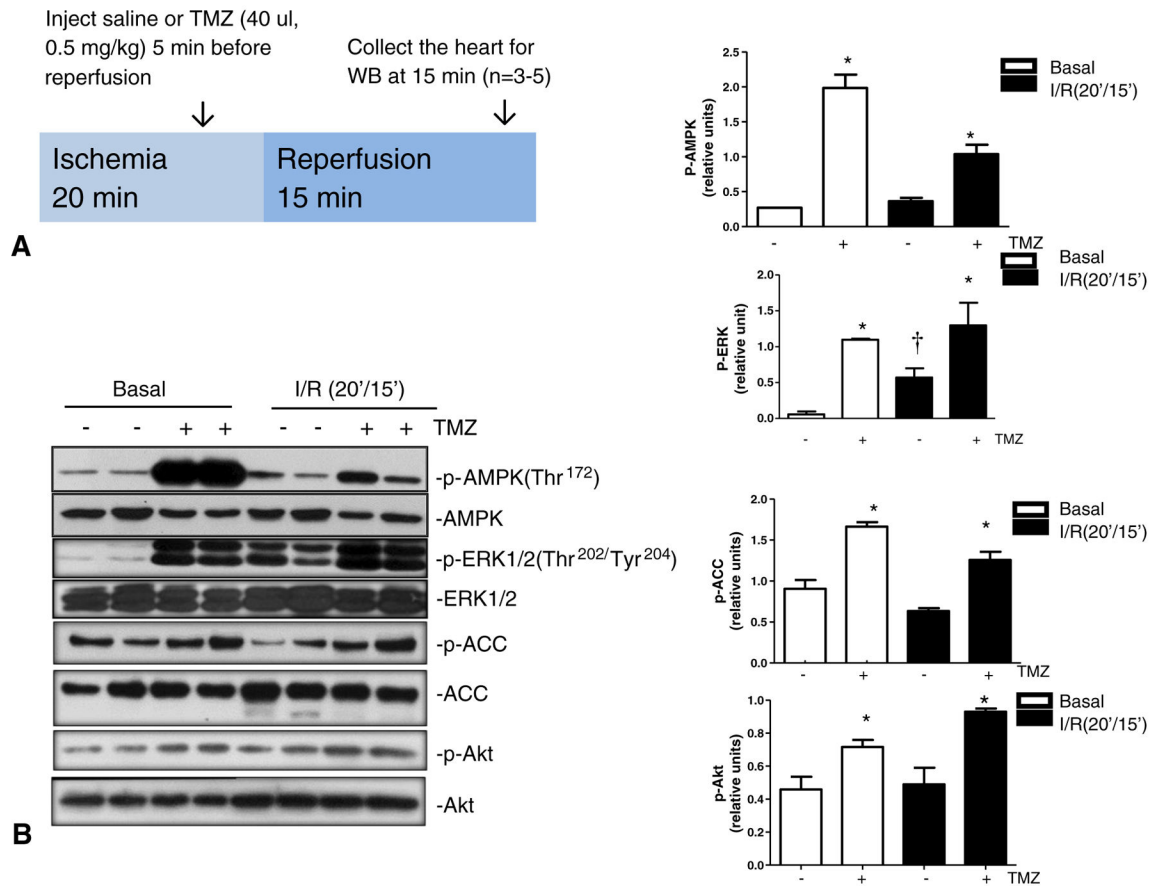 Inject saline or TMZ (40 ul,
0.5 mg/kg) 5 min before
reperfusion
Collect the heart for
WB at 15 min (n=3-5)
Ischemia
20 min
Reperfusion
15 min
A
Basal
I/R (20’/15’)
- - + + - - + + TMZ
-p-AMPK(Thr172)
-AMPK
-p-ERK1/2(Thr202/Tyr204)
-ERK1/2
-p-ACC
-ACC
-p-Akt
-Akt
B
P-AMPK
(relative units)
2.5
2.0
1.5
1.0
0.5
0.0
*
*
- + - + TMZ
Basal
I/R(20’/15’)
P-ERK
(relative unit)
2.0
1.5
1.0
0.5
0.0
*
†
*
- + - + TMZ
Basal
I/R(20’/15’)
p-ACC
(relative units)
2.0
1.5
1.0
0.5
0.0
*
*
- + - + TMZ
Basal
I/R(20’/15’)
p-Akt
(relative units)
1.0
0.8
0.6
0.4
0.2
0.0
*
*
- + - + TMZ
Basal
I/R(20’/15’)